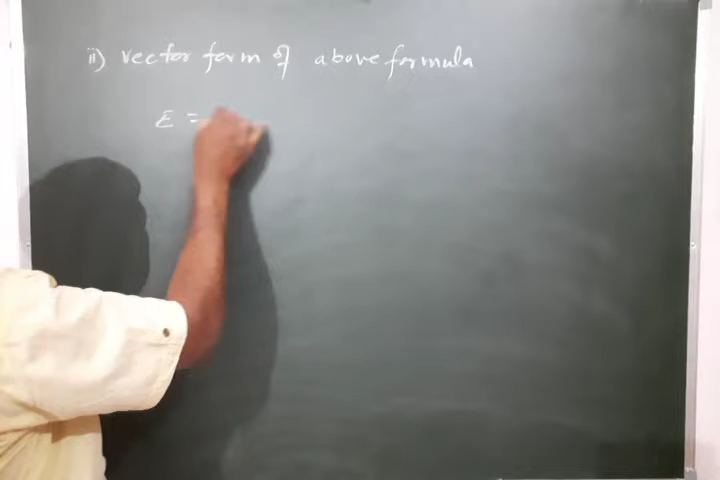 ii) vector form of above formula
E =